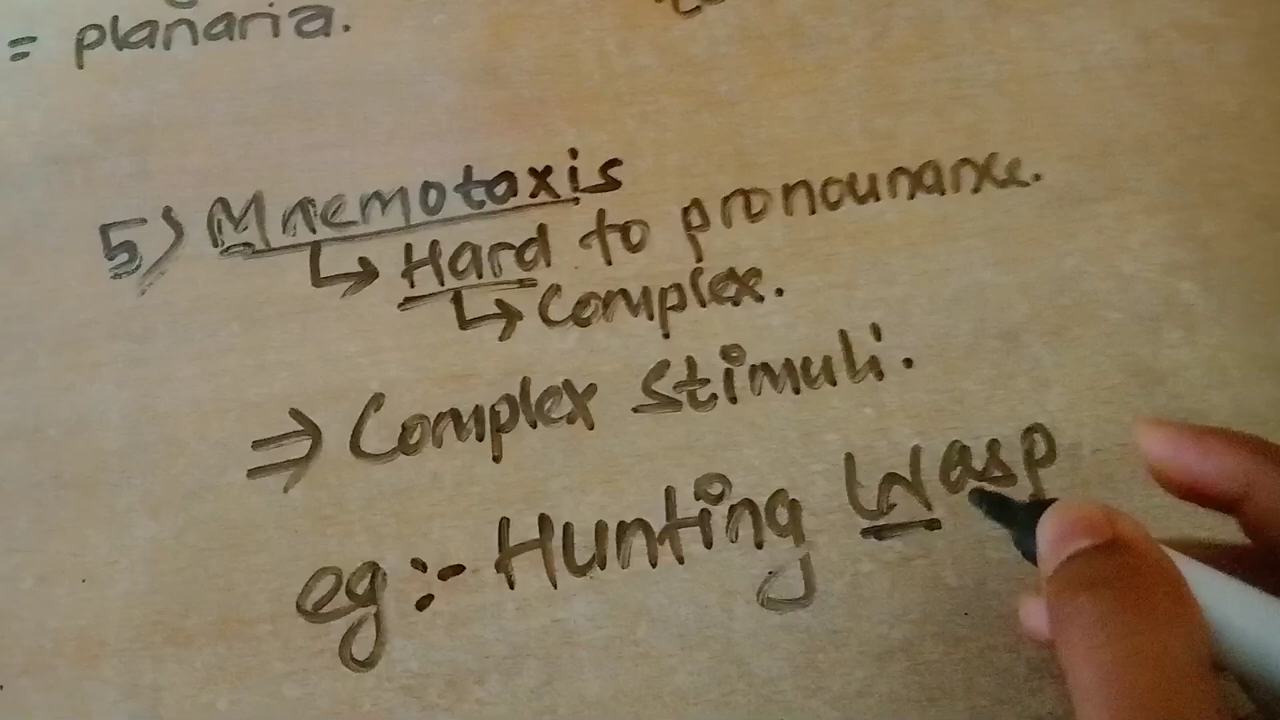 = planaria.
5) Mnemotaxis
↳ Hard to pronounance.
↳ Complex.
⇒ Complex stimuli.
eg:- Hunting Wasp